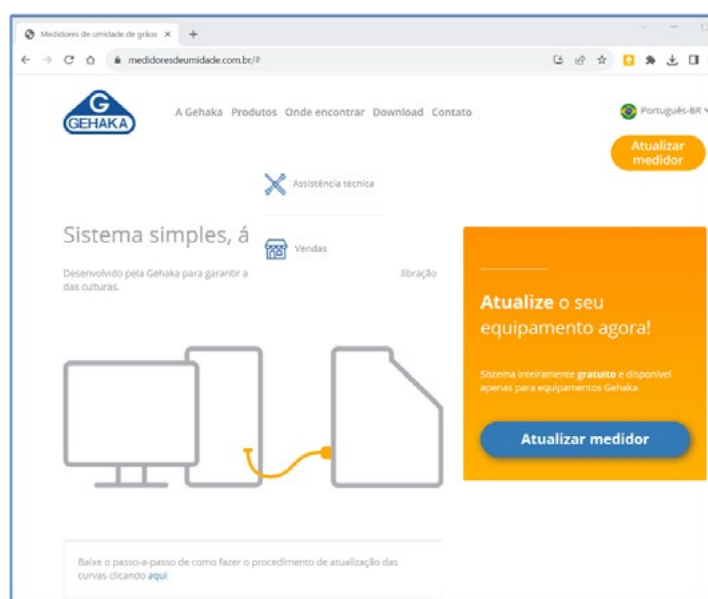 Medidores de umidade de grãos
medidoresdeumidade.com.br/#
G
GEHAKA
A Gehaka Produtos Onde encontrar Download Contato
Português-BR
Atualizar
medidor
Assistência técnica
Vendas
Sistema simples, á
Desenvolvido pela Gehaka para garantir a libração
das culturas.
Atualize o seu
equipamento agora!
Sistema inteiramente gratuito e disponível
apenas para equipamentos Gehaka.
Atualizar medidor
Baixe o passo-a-passo de como fazer o procedimento de atualização das
curvas clicando aqui